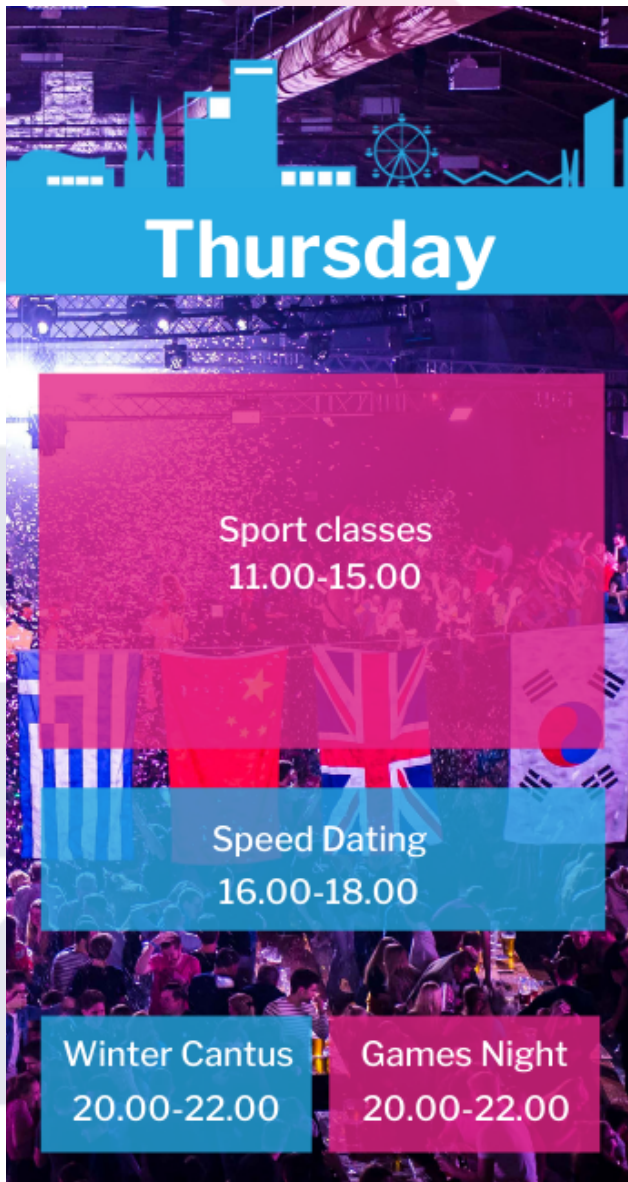 Thursday
Sport classes
11.00-15.00
Speed Dating
16.00-18.00
Winter Cantus
20.00-22.00
Games Night
20.00-22.00